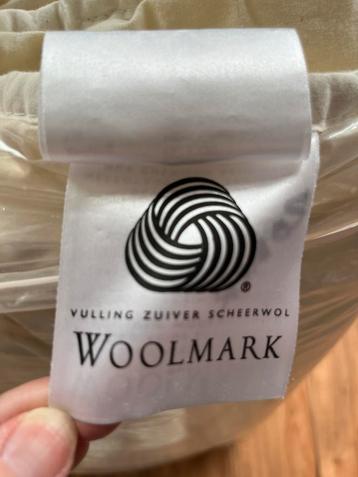 ®
VULLING ZUIVER SCHEERWOL
WOOLMARK